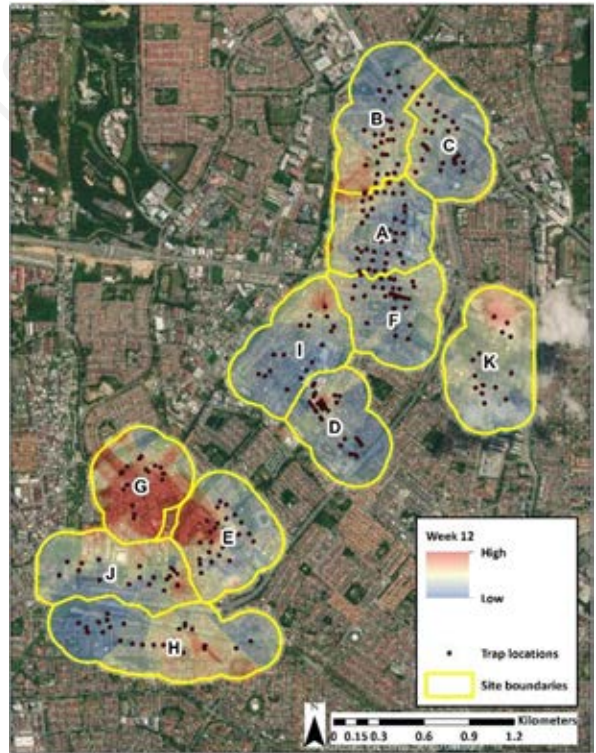 B
C
A
F
I
K
D
G
E
J
H
Week 12
High
Low
Trap locations
Site boundaries
N
Kilometers
0 0.15 0.3 0.6 0.9 1.2